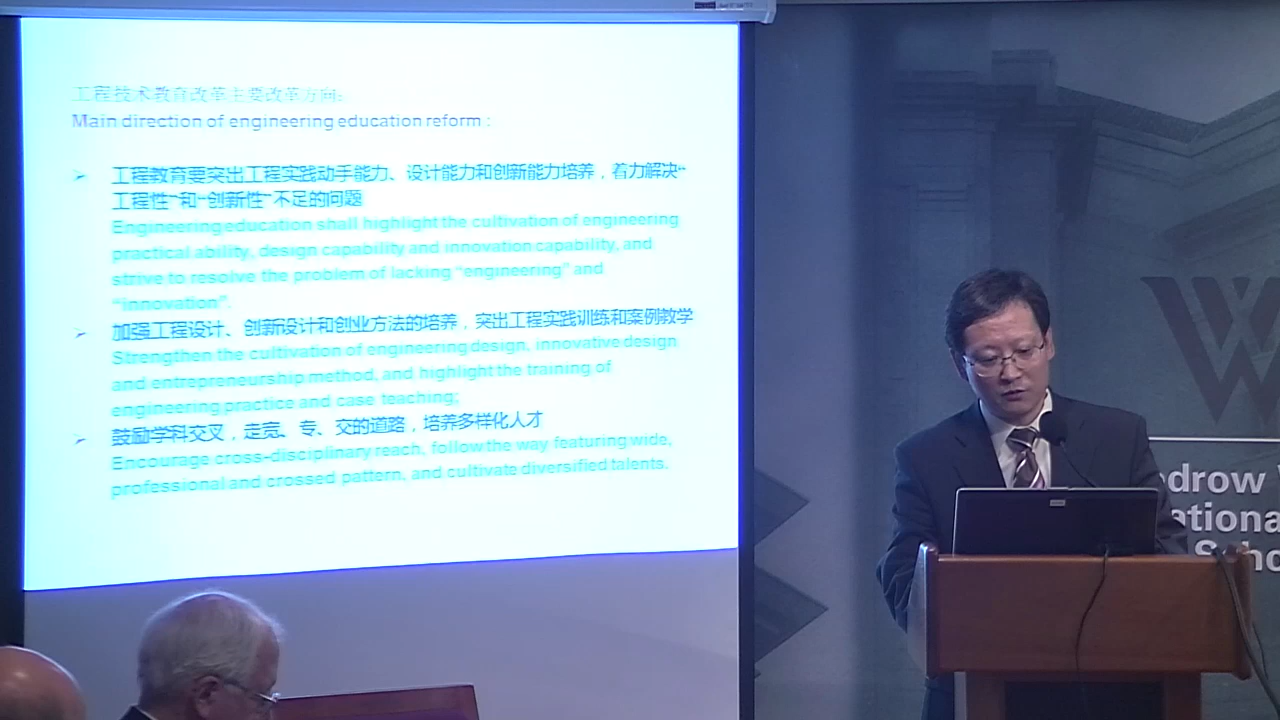 工程技术教育改革主要改革方向:
Main direction of engineering education reform :
工程教育要突出工程实践动手能力、设计能力和创新能力培养，着力解决“
工程性”和“创新性”不足的问题
Engineering education shall highlight the cultivation of engineering
practical ability, design capability and innovation capability, and
strive to resolve the problem of lacking “engineering” and
“innovation”.
加强工程设计、创新设计和创业方法的培养，突出工程实践训练和案例教学
Strengthen the cultivation of engineering design, innovative design
and entrepreneurship method, and highlight the training of
engineering practice and case teaching;
鼓励学科交叉，走宽、专、交的道路，培养多样化人才
Encourage cross-disciplinary reach, follow the way featuring wide,
professional and crossed pattern, and cultivate diversified talents.
W
drow
ationa
Scho